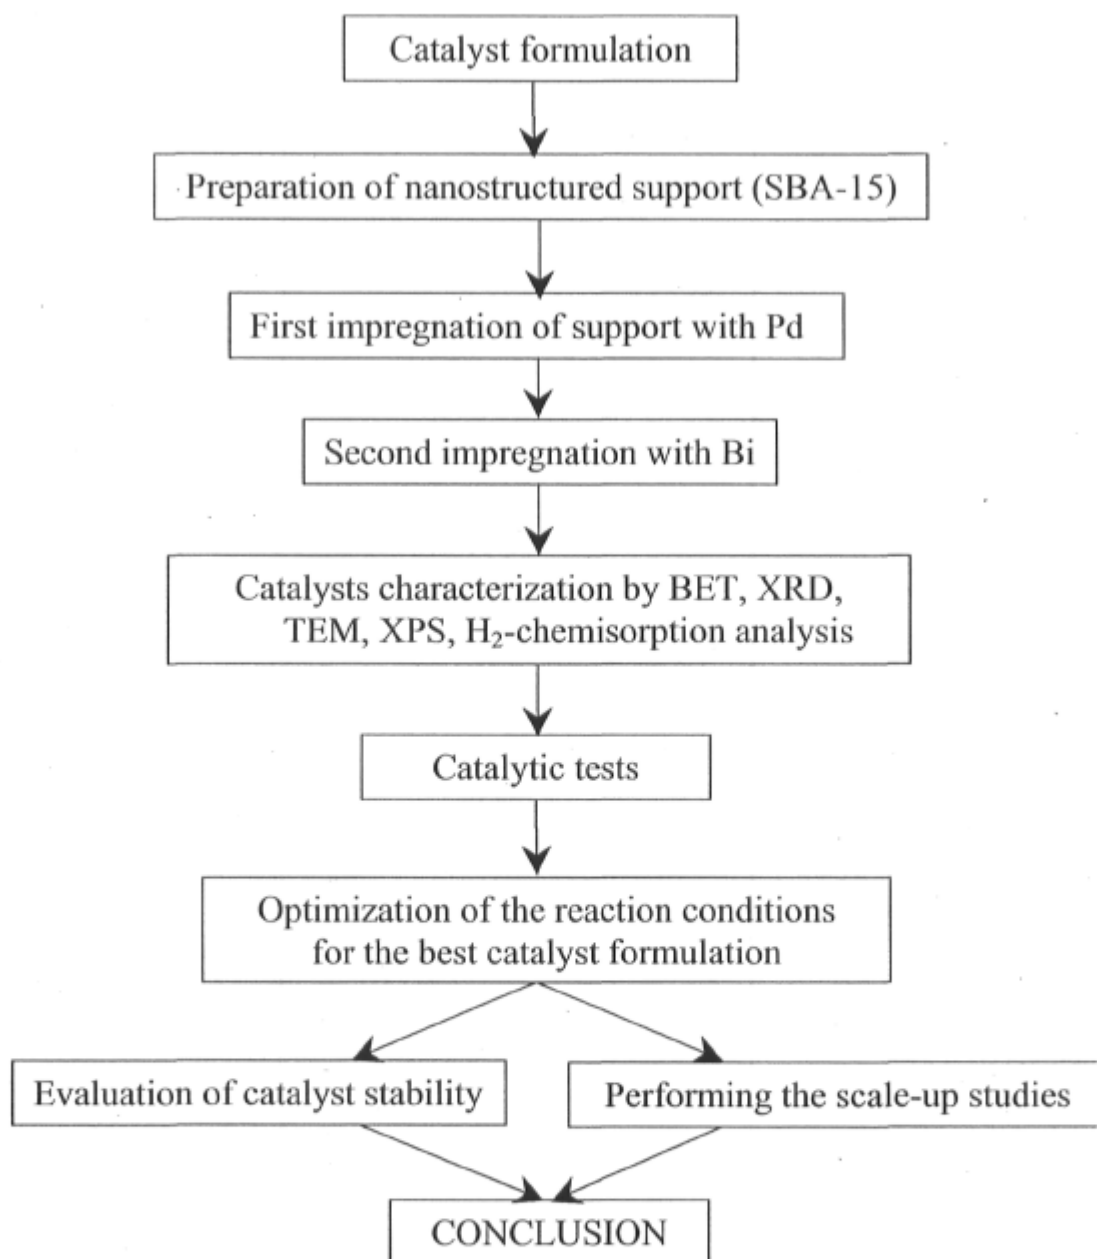 Catalyst formulation
Preparation of nanostructured support (SBA-15)
First impregnation of support with Pd
Second impregnation with Bi
Catalysts characterization by BET, XRD,
TEM, XPS, H₂-chemisorption analysis
Catalytic tests
Optimization of the reaction conditions
for the best catalyst formulation
Evaluation of catalyst stability
Performing the scale-up studies
CONCLUSION